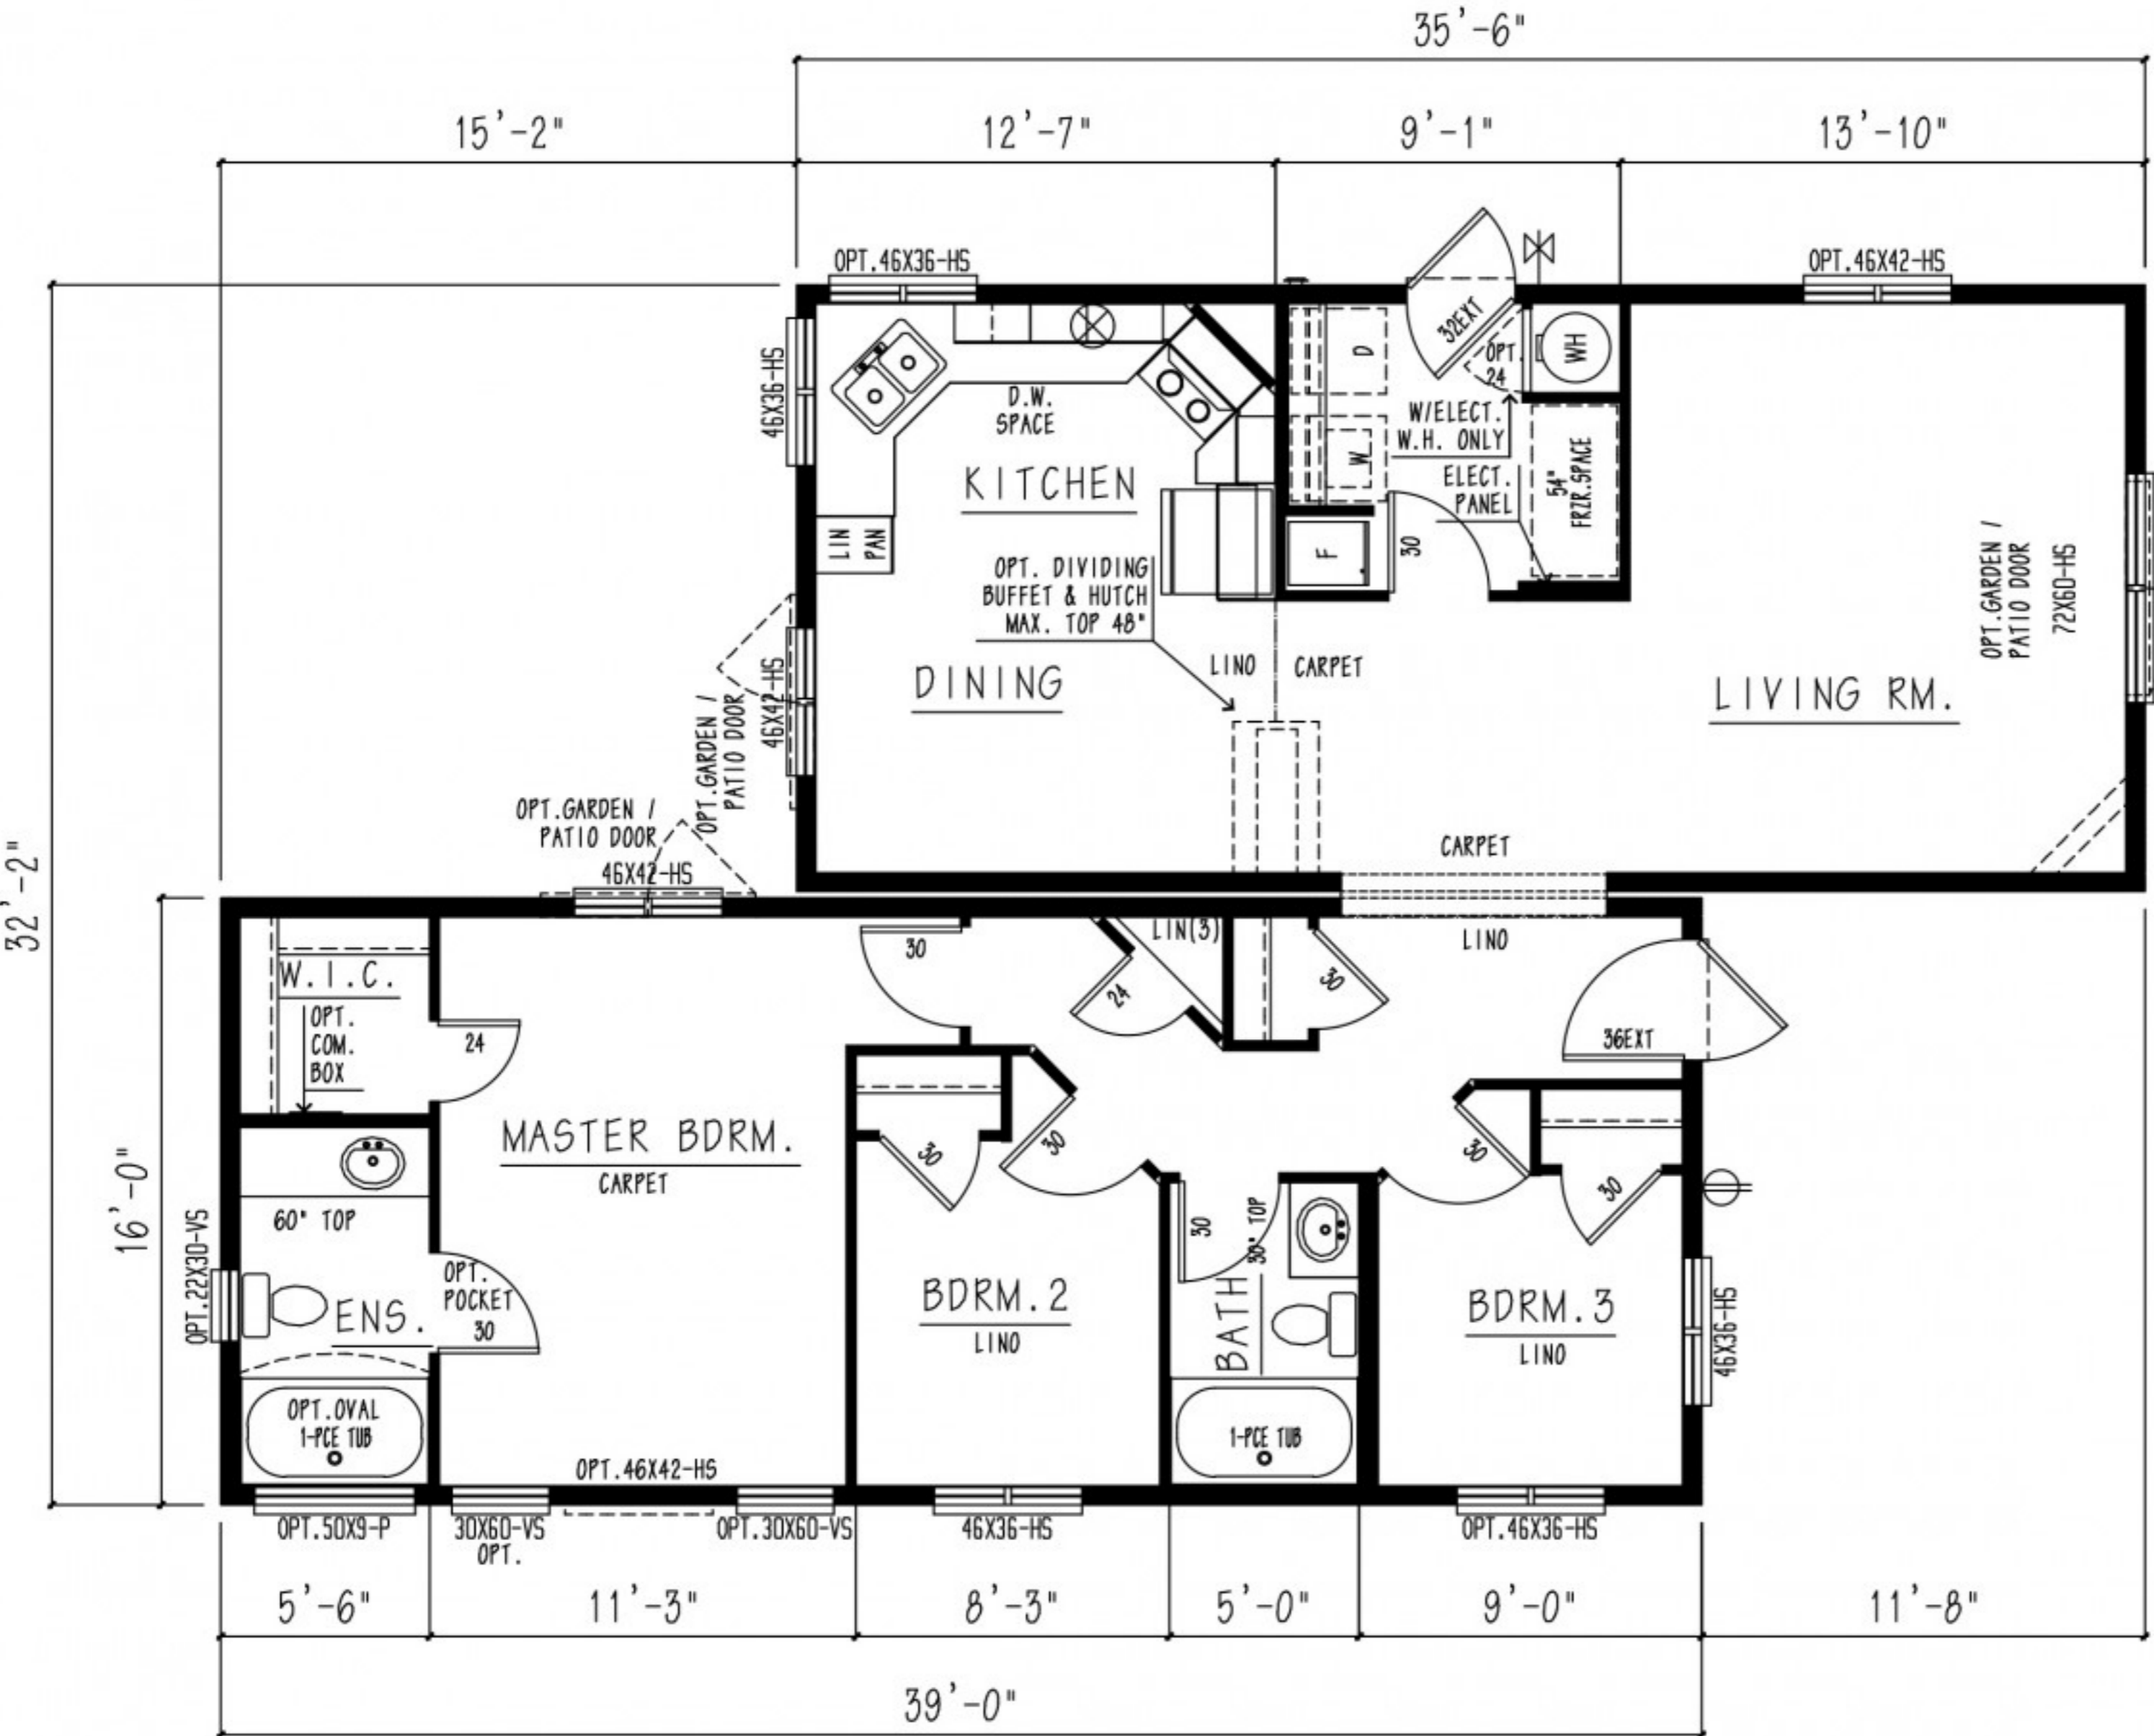 35'-6"
15'-2"
12'-7"
9'-1"
13'-10"
OPT.46X36-HS
OPT.46X42-HS
46X36-HS
32EXT
D
OPT.
24
WH
D.W.
SPACE
W/ELECT.
W.H. ONLY
W
KITCHEN
ELECT.
PANEL
54"
FRZR.SPACE
LIN
PAN
F
30
OPT. DIVIDING
BUFFET & HUTCH
MAX. TOP 48"
OPT.GARDEN /
PATIO DOOR
72X60-HS
LINO
CARPET
DINING
LIVING RM.
46X42-HS
OPT.GARDEN /
PATIO DOOR
OPT.GARDEN /
PATIO DOOR
46X42-HS
CARPET
32'-2"
16'-0"
LINO
LIN(3)
30
24
30
W.I.C.
OPT.
COM.
BOX
24
36EXT
MASTER BDRM.
CARPET
30
30
30
30
60" TOP
OPT.22X30-VS
ENS.
OPT.
POCKET
30
30
30" TOP
BATH
BDRM.2
LINO
BDRM.3
LINO
46X36-HS
OPT.OVAL
1-PCE TUB
1-PCE TUB
OPT.46X42-HS
OPT.50X9-P
30X60-VS
OPT.
OPT.30X60-VS
46X36-HS
OPT.46X36-HS
5'-6"
11'-3"
8'-3"
5'-0"
9'-0"
11'-8"
39'-0"